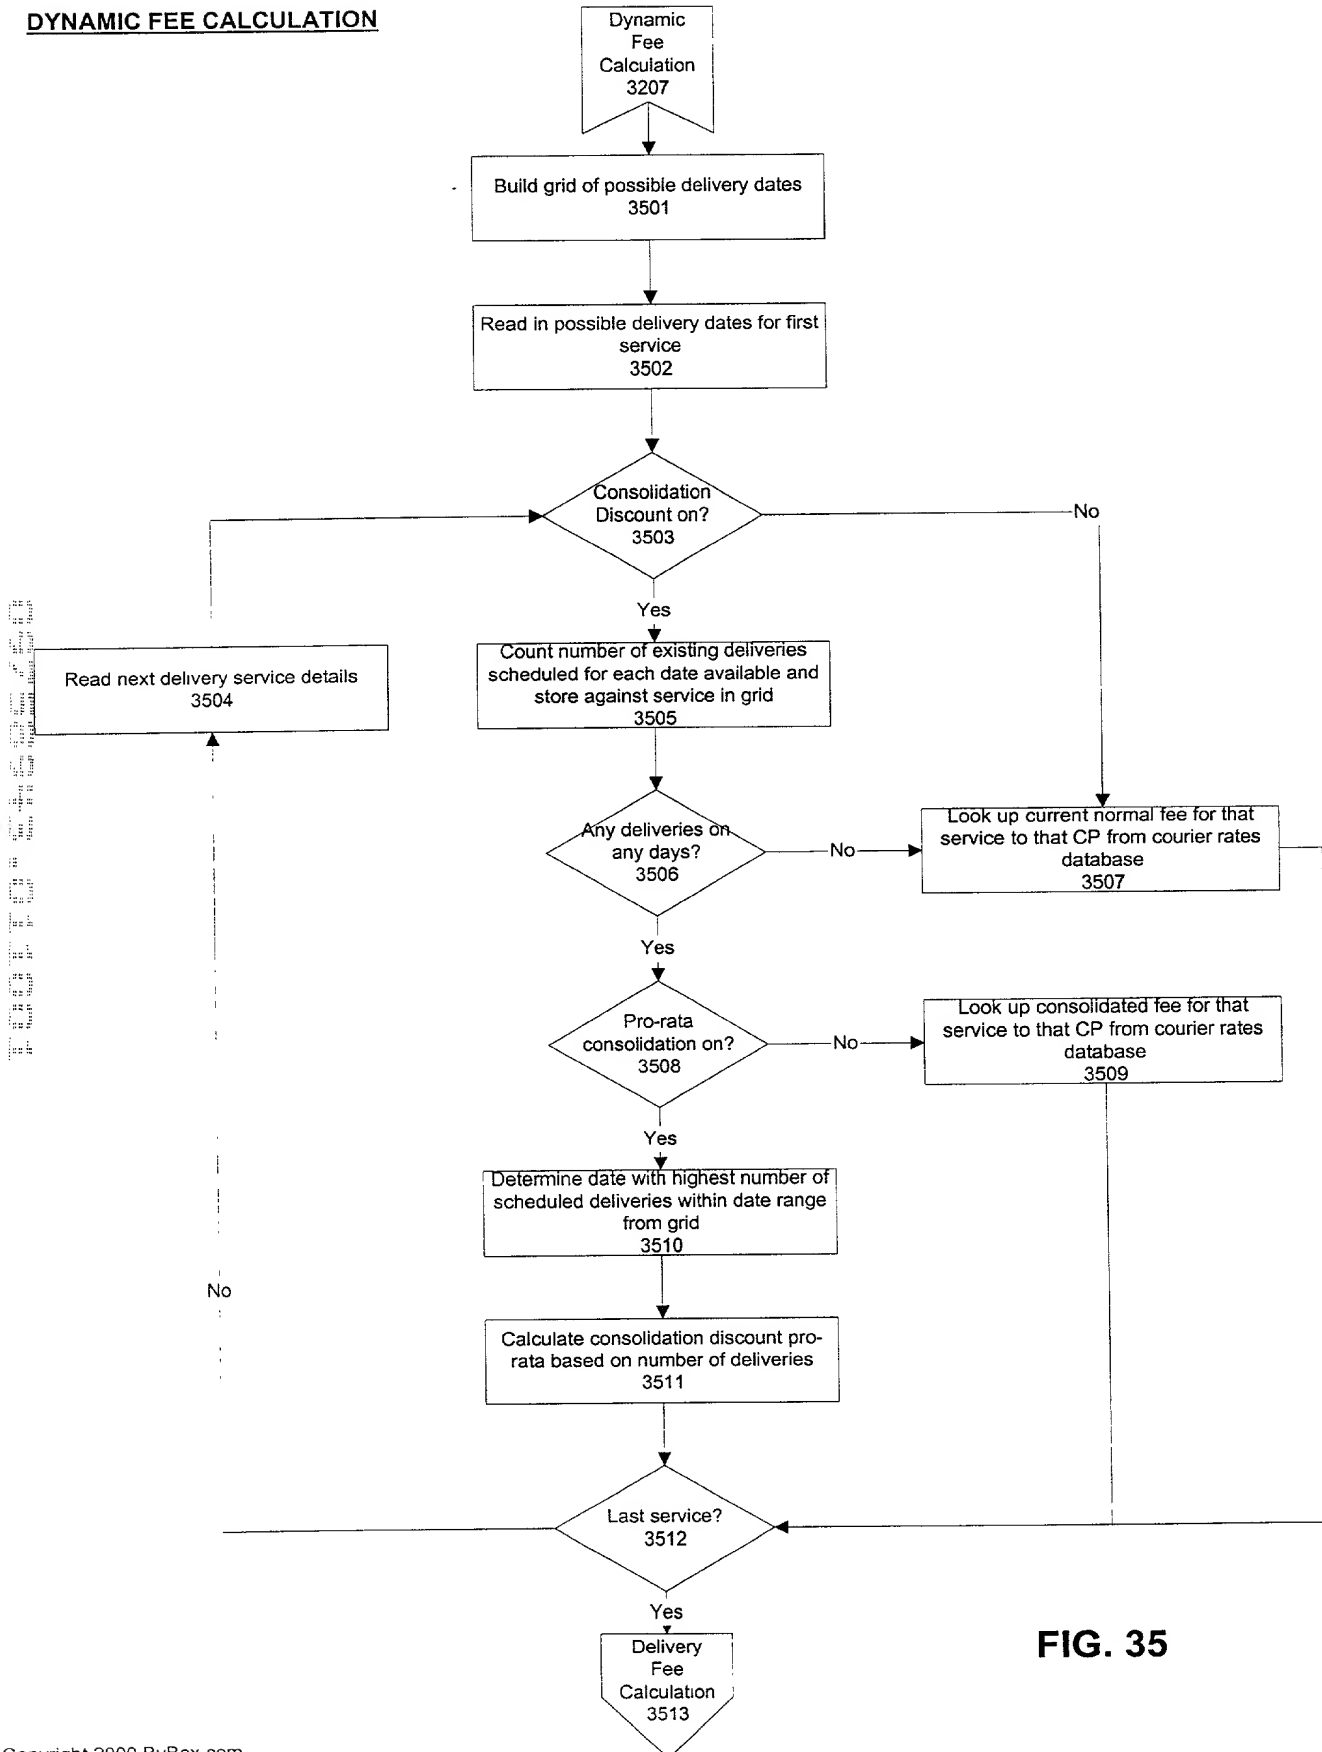 DYNAMIC FEE CALCULATION
Dynamic
Fee
Calculation
3207
Build grid of possible delivery dates
3501
Read in possible delivery dates for first
service
3502
Consolidation
Discount on?
3503
No
Yes
Read next delivery service details
3504
Count number of existing deliveries
scheduled for each date available and
store against service in grid
3505
Any deliveries on
any days?
3506
No
Look up current normal fee for that
service to that CP from courier rates
database
3507
Yes
Pro-rata
consolidation on?
3508
No
Look up consolidated fee for that
service to that CP from courier rates
database
3509
Yes
Determine date with highest number of
scheduled deliveries within date range
from grid
3510
No
Calculate consolidation discount pro-
rata based on number of deliveries
3511
Last service?
3512
Yes
Delivery
Fee
Calculation
3513
FIG. 35